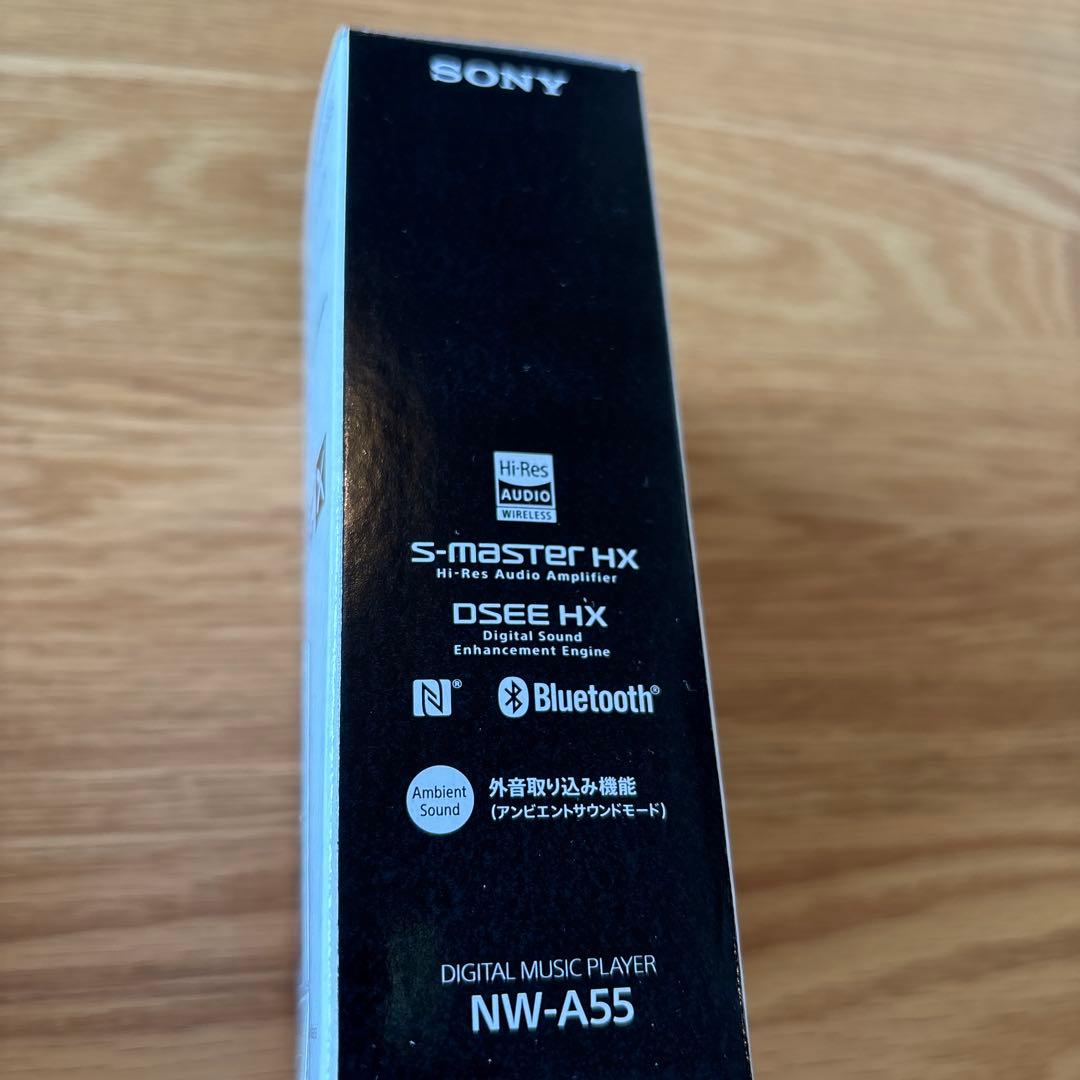 SONY
Hi-Res
AUDIO
WIRELESS
S-MASTER HX
Hi-Res Audio Amplifier
DSEE HX
Digital Sound
Enhancement Engine
N® Bluetooth®
Ambient
Sound
外音取り込み機能
(アンビエントサウンドモード)
DIGITAL MUSIC PLAYER
NW-A55